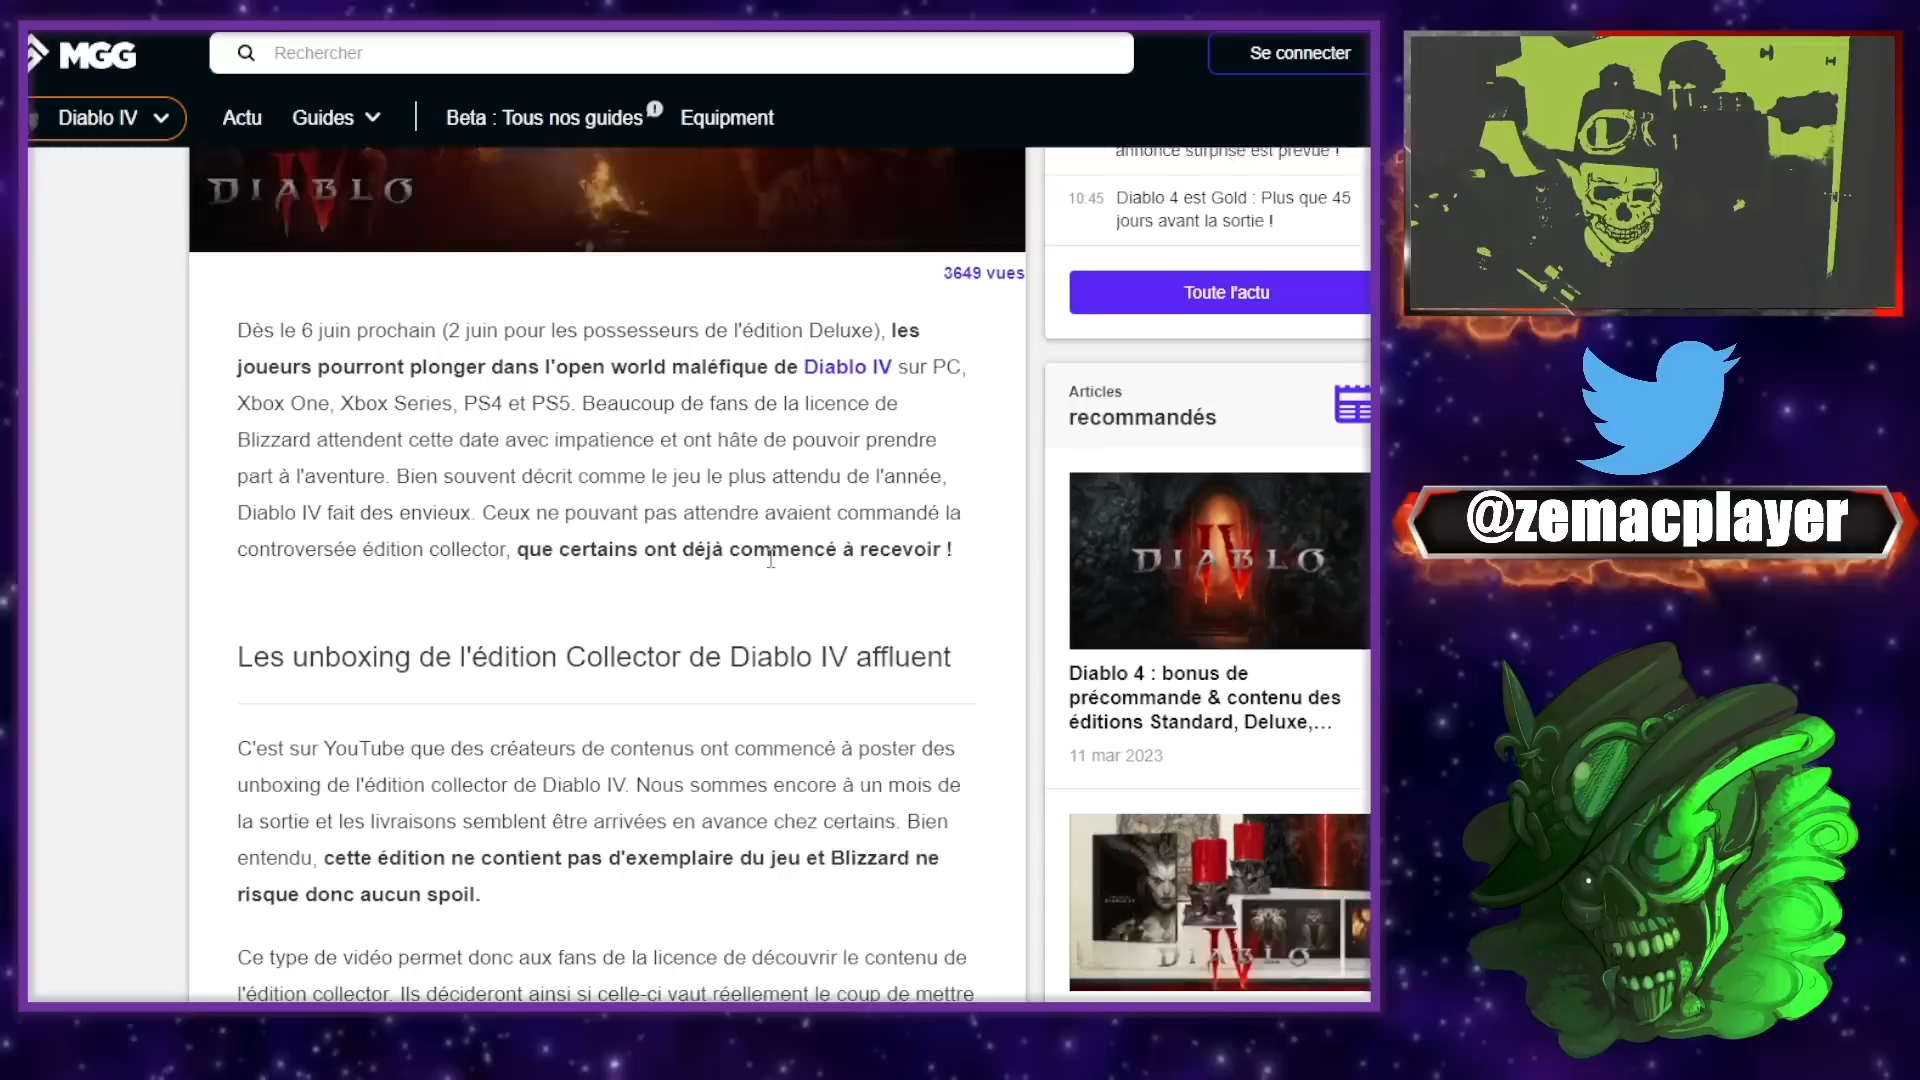 MGG
Rechercher
Se connecter
Diablo IV
Actu
Guides
Beta : Tous nos guides
Equipment
DIABLO
IV
3649 vues
Dès le 6 juin prochain (2 juin pour les possesseurs de l'édition Deluxe), les
joueurs pourront plonger dans l'open world maléfique de Diablo IV sur PC,
Xbox One, Xbox Series, PS4 et PS5. Beaucoup de fans de la licence de
Blizzard attendent cette date avec impatience et ont hâte de pouvoir prendre
part à l'aventure. Bien souvent décrit comme le jeu le plus attendu de l'année,
Diablo IV fait des envieux. Ceux ne pouvant pas attendre avaient commandé la
controversée édition collector, que certains ont déjà commencé à recevoir !
Les unboxing de l'édition Collector de Diablo IV affluent
C'est sur YouTube que des créateurs de contenus ont commencé à poster des
unboxing de l'édition collector de Diablo IV. Nous sommes encore à un mois de
la sortie et les livraisons semblent être arrivées en avance chez certains. Bien
entendu, cette édition ne contient pas d'exemplaire du jeu et Blizzard ne
risque donc aucun spoil.
Ce type de vidéo permet donc aux fans de la licence de découvrir le contenu de
l'édition collector. Ils décideront ainsi si celle-ci vaut réellement le coup de mettre
annonce surprise est prévue !
10:45 Diablo 4 est Gold : Plus que 45
jours avant la sortie !
Toute l'actu
Articles
recommandés
DIABLO
IV
Diablo 4 : bonus de
précommande & contenu des
éditions Standard, Deluxe,...
11 mar 2023
DIABLO
IV
@zemacplayer